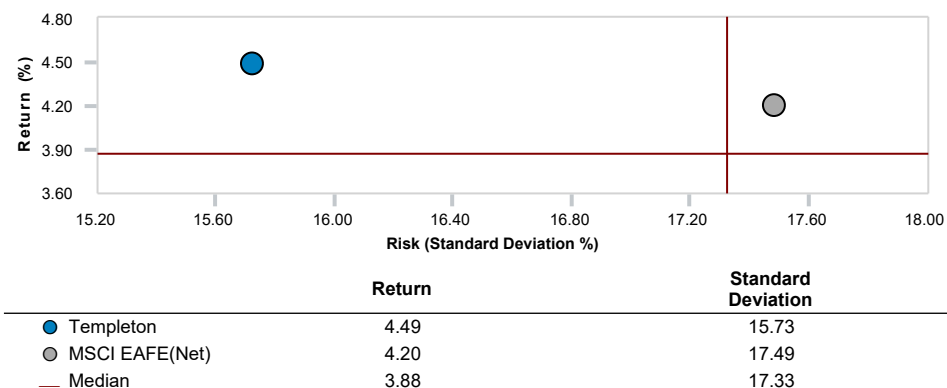 4.80
4.50
4.20
3.90
3.60
Return (%)
15.20 15.60 16.00 16.40 16.80 17.20 17.60 18.00
Risk (Standard Deviation %)
Return Standard
Deviation
Templeton 4.49 15.73
MSCI EAFE(Net) 4.20 17.49
Median 3.88 17.33